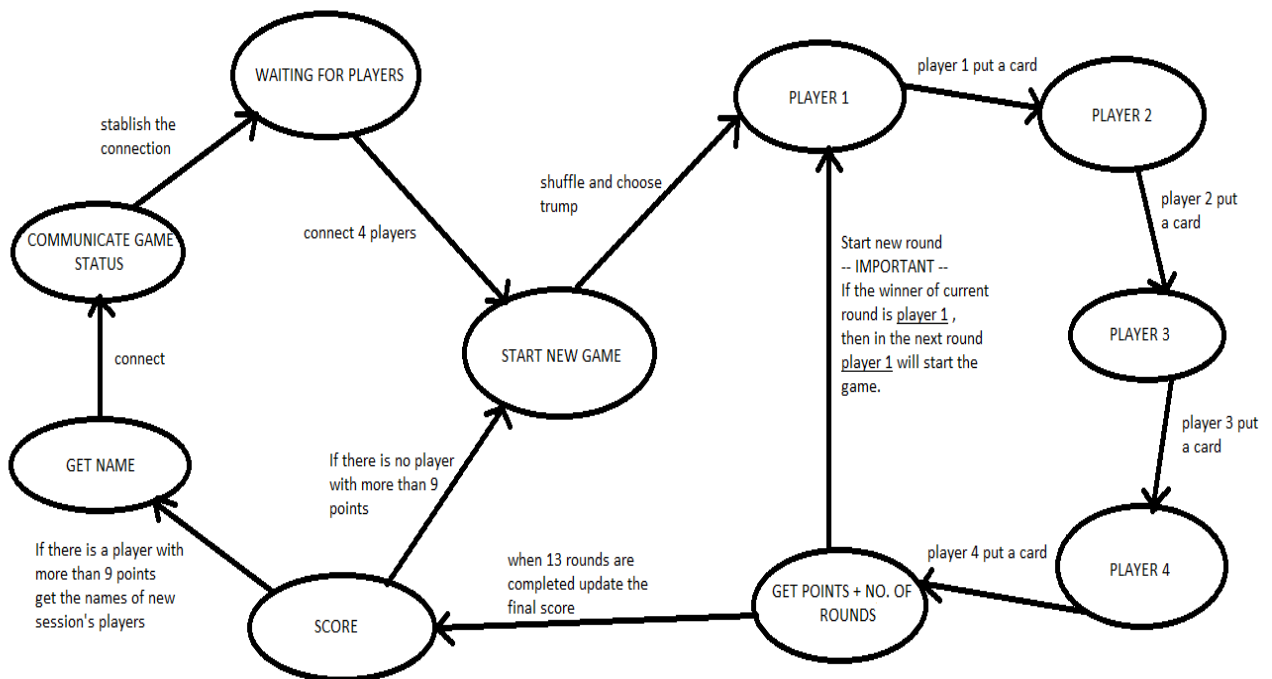 WAITING FOR PLAYERS
stablish the
connection
COMMUNICATE GAME
STATUS
connect
GET NAME
connect 4 players
START NEW GAME
shuffle and choose
trump
PLAYER 1
player 1 put a card
PLAYER 2
player 2 put
a card
PLAYER 3
player 3 put
a card
PLAYER 4
player 4 put a card
GET POINTS + NO. OF
ROUNDS
Start new round
-- IMPORTANT --
If the winner of current
round is player 1 ,
then in the next round
player 1 will start the
game.
when 13 rounds are
completed update the
final score
SCORE
If there is no player
with more than 9
points
If there is a player with
more than 9 points
get the names of new
session's players